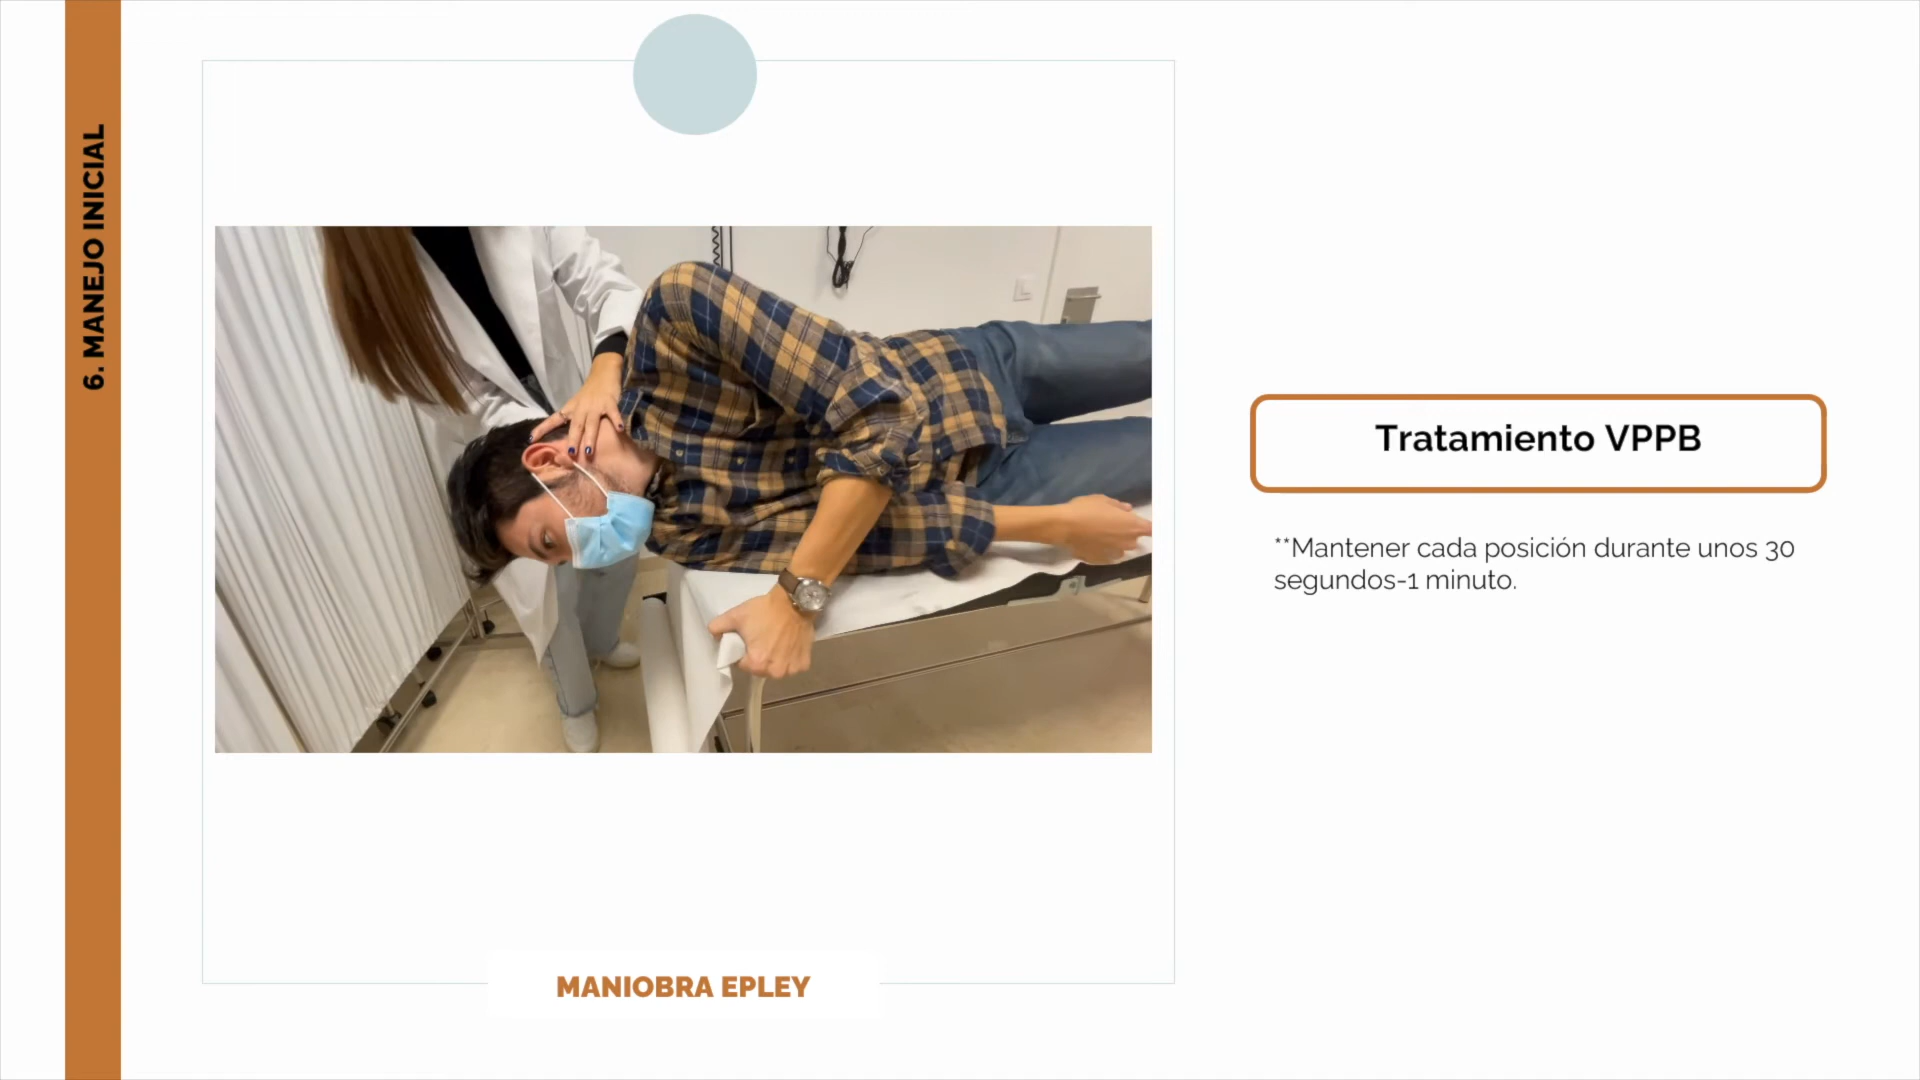 6. MANEJO INICIAL
Tratamiento VPPB
**Mantener cada posición durante unos 30
segundos-1 minuto.
MANIOBRA EPLEY